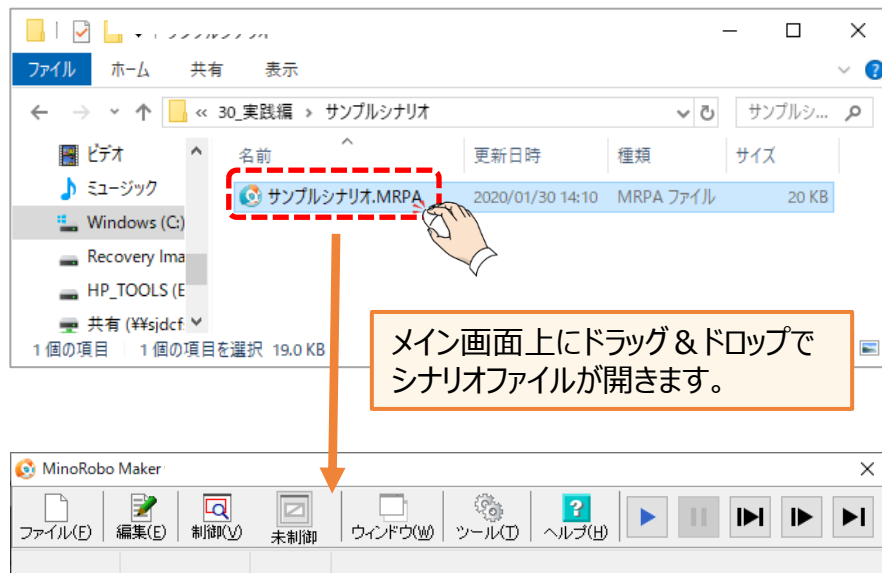 ファイル ホーム 共有 表示
« 30_実践編 › サンプルシナリオ サンプルシ...
ビデオ
ミュージック
Windows (C:)
Recovery Ima
HP_TOOLS (E
共有 (¥¥sjdcf
名前 更新日時 種類 サイズ
サンプルシナリオ.MRPA 2020/01/30 14:10 MRPA ファイル 20 KB
1 個の項目 1 個の項目を選択 19.0 KB
メイン画面上にドラッグ＆ドロップで
シナリオファイルが開きます。
MinoRobo Maker
ファイル(F) 編集(E) 制御(V) 未制御 ウィンドウ(W) ツール(T) ヘルプ(H)